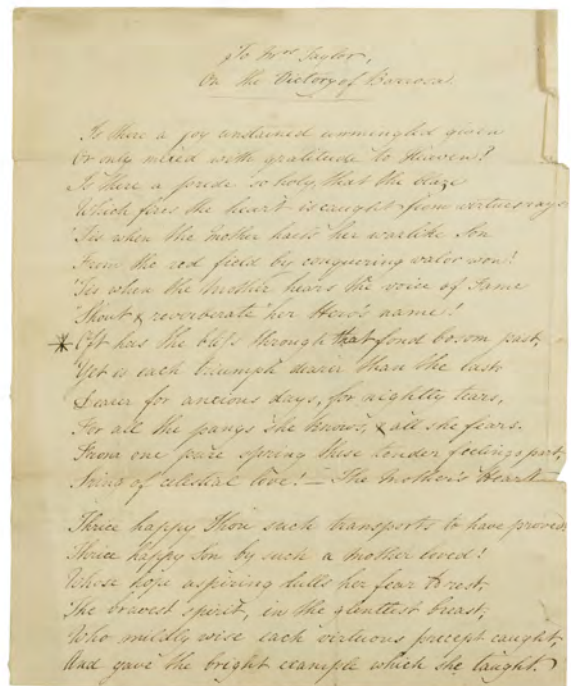 To Mrs Taylor,
On the Victory of Barrosa.
Is there a joy unstained unmingled given
Or only mixed with gratitude to Heaven?
Is there a pride so holy, that the blaze
Which fires the heart is caught from virtues rays
'Tis when the Mother hails her warlike Son
From the red field by conquering valor won!
'Tis when the Mother hears the voice of Fame
Shout & reverberate her Hero's name!
* Oft has the bliss through that fond bosom past,
Yet is each triumph dearer than the last
Dearer for anxious days, for nightly tears,
For all the pangs she knows, & all she fears.
From one pure spring these tender feelings part,
Spring of celestial love! — The Mother's Heart —
Thrice happy Thou such transports to have proved
Thrice happy Son by such a Mother loved!
Whose hope aspiring lulls her fear to rest,
The bravest spirit, in the gentlest breast,
Who mildly wise each virtuous precept caught,
And gave the bright example which she taught.